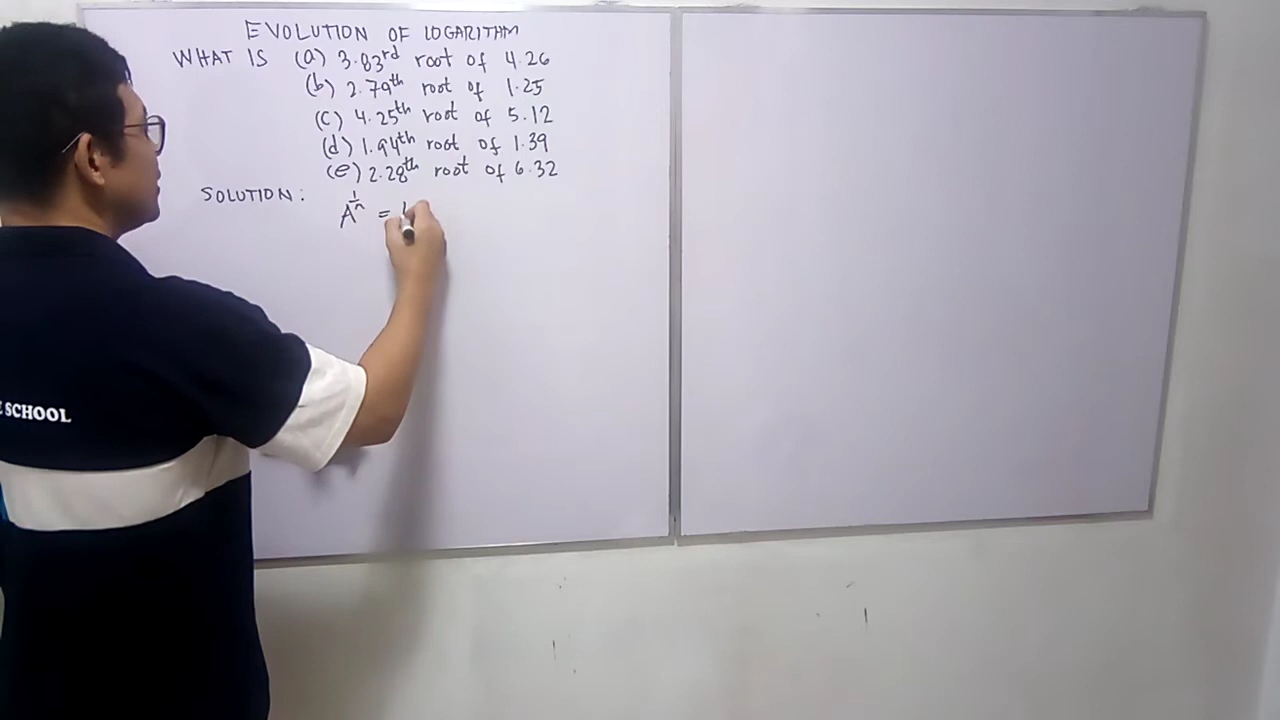 EVOLUTION OF LOGARITHM
WHAT IS (a) 3.83rd root of 4.26
(b) 2.79th root of 1.25
(c) 4.25th root of 5.12
(d) 1.94th root of 1.39
(e) 2.28th root of 6.32
SOLUTION: A^1/n =
SCHOOL